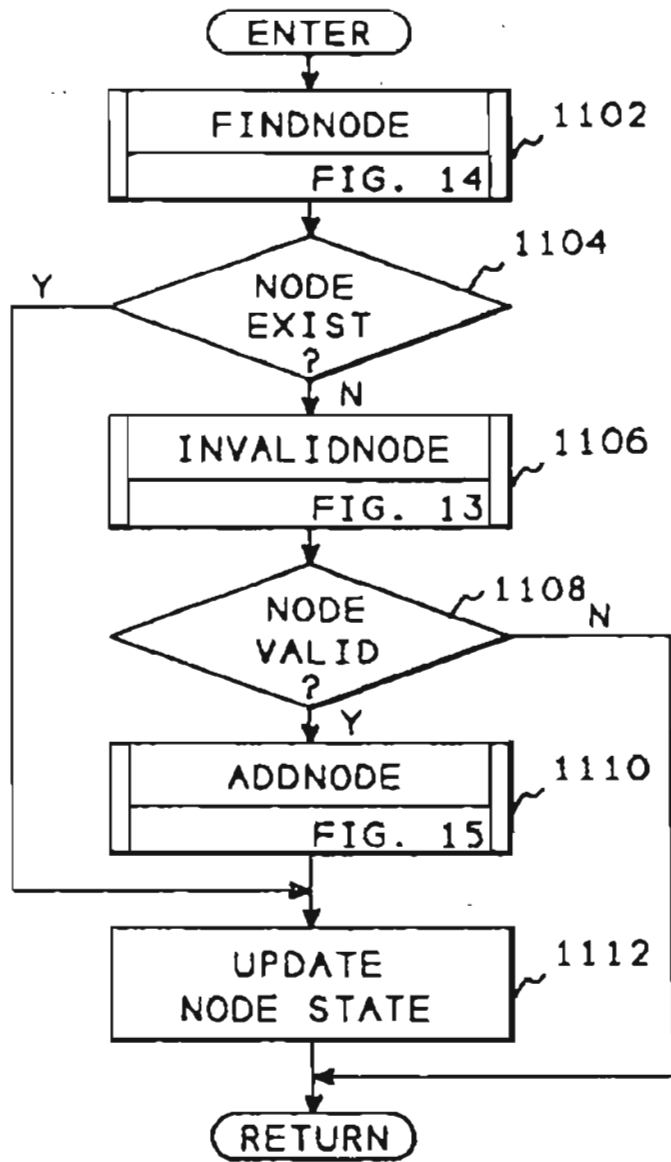 ENTER
FINDNODE
FIG. 14
1102
1104
Y
NODE
EXIST
?
N
INVALIDNODE
FIG. 13
1106
1108
NODE
VALID
?
N
Y
ADDNODE
FIG. 15
1110
UPDATE
NODE STATE
1112
RETURN